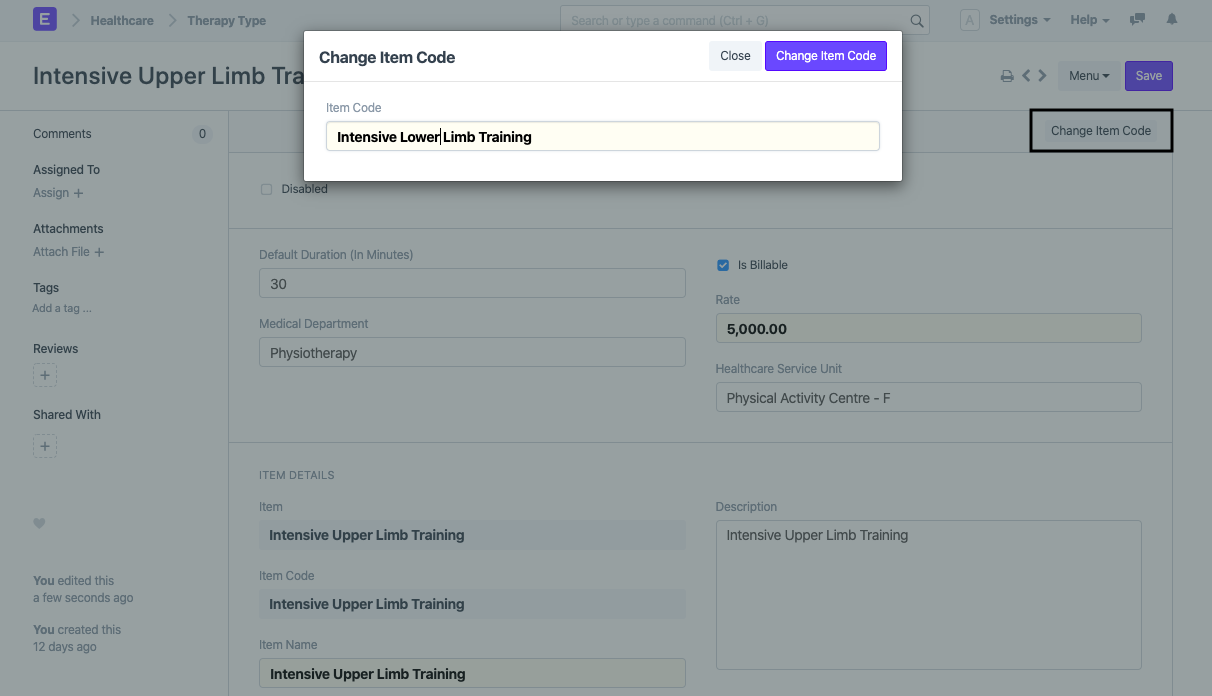 E
Healthcare
Therapy Type
Search or type a command (Ctrl + G)
A
Settings
Help
Intensive Upper Limb Tra
Menu
Save
Change Item Code
Close
Change Item Code
Item Code
Intensive Lower Limb Training
Change Item Code
Comments
0
Assigned To
Assign +
Attachments
Attach File +
Tags
Add a tag ...
Reviews
+
Shared With
+
You edited this
a few seconds ago
You created this
12 days ago
Disabled
Default Duration (In Minutes)
30
Medical Department
Physiotherapy
Is Billable
Rate
5,000.00
Healthcare Service Unit
Physical Activity Centre - F
ITEM DETAILS
Item
Intensive Upper Limb Training
Item Code
Intensive Upper Limb Training
Item Name
Intensive Upper Limb Training
Description
Intensive Upper Limb Training